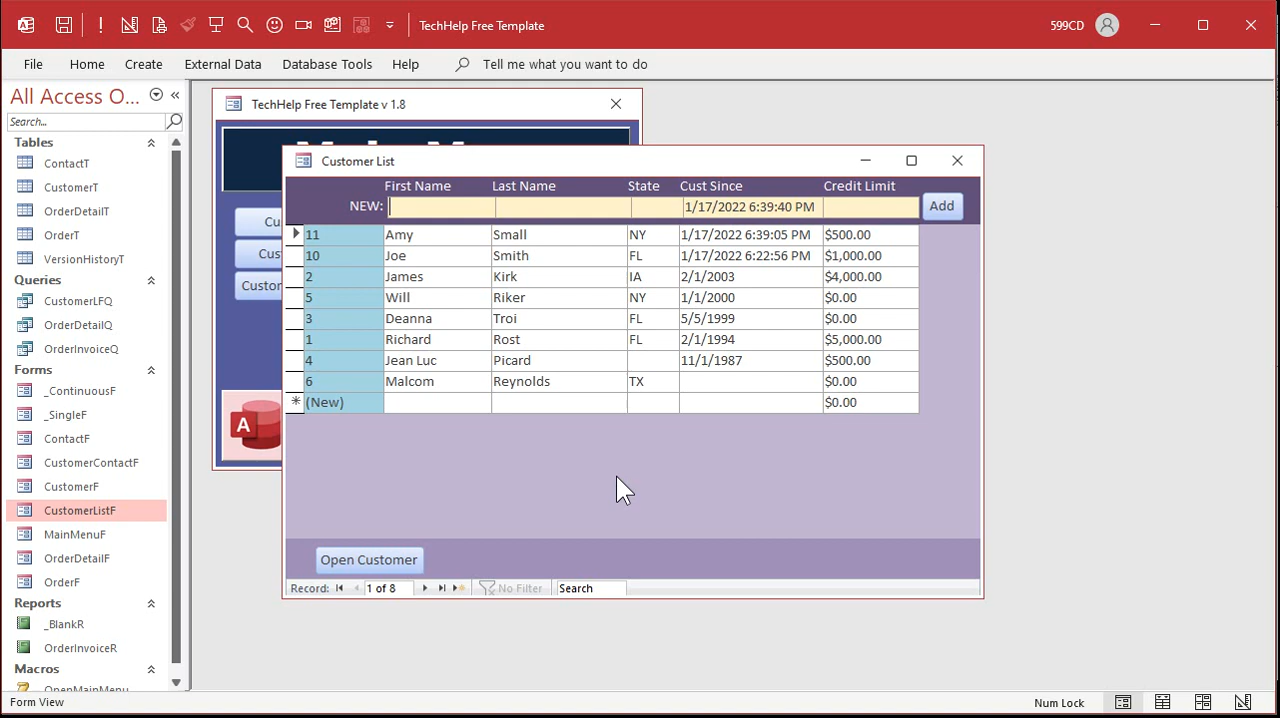 TechHelp Free Template
599CD
File Home Create External Data Database Tools Help Tell me what you want to do
All Access O...
Search...
Tables
ContactT
CustomerT
OrderDetailT
OrderT
VersionHistoryT
Queries
CustomerLFQ
OrderDetailQ
OrderInvoiceQ
Forms
_ContinuousF
_SingleF
ContactF
CustomerContactF
CustomerF
CustomerListF
MainMenuF
OrderDetailF
OrderF
Reports
_BlankR
OrderInvoiceR
Macros
OpenMainMenu
TechHelp Free Template v 1.8
Customer List
First Name Last Name State Cust Since Credit Limit
NEW: 1/17/2022 6:39:40 PM Add
11 Amy Small NY 1/17/2022 6:39:05 PM $500.00
10 Joe Smith FL 1/17/2022 6:22:56 PM $1,000.00
2 James Kirk IA 2/1/2003 $4,000.00
5 Will Riker NY 1/1/2000 $0.00
3 Deanna Troi FL 5/5/1999 $0.00
1 Richard Rost FL 2/1/1994 $5,000.00
4 Jean Luc Picard 11/1/1987 $500.00
6 Malcom Reynolds TX $0.00
* (New) $0.00
Open Customer
Record: 1 of 8 No Filter Search
Form View
Num Lock